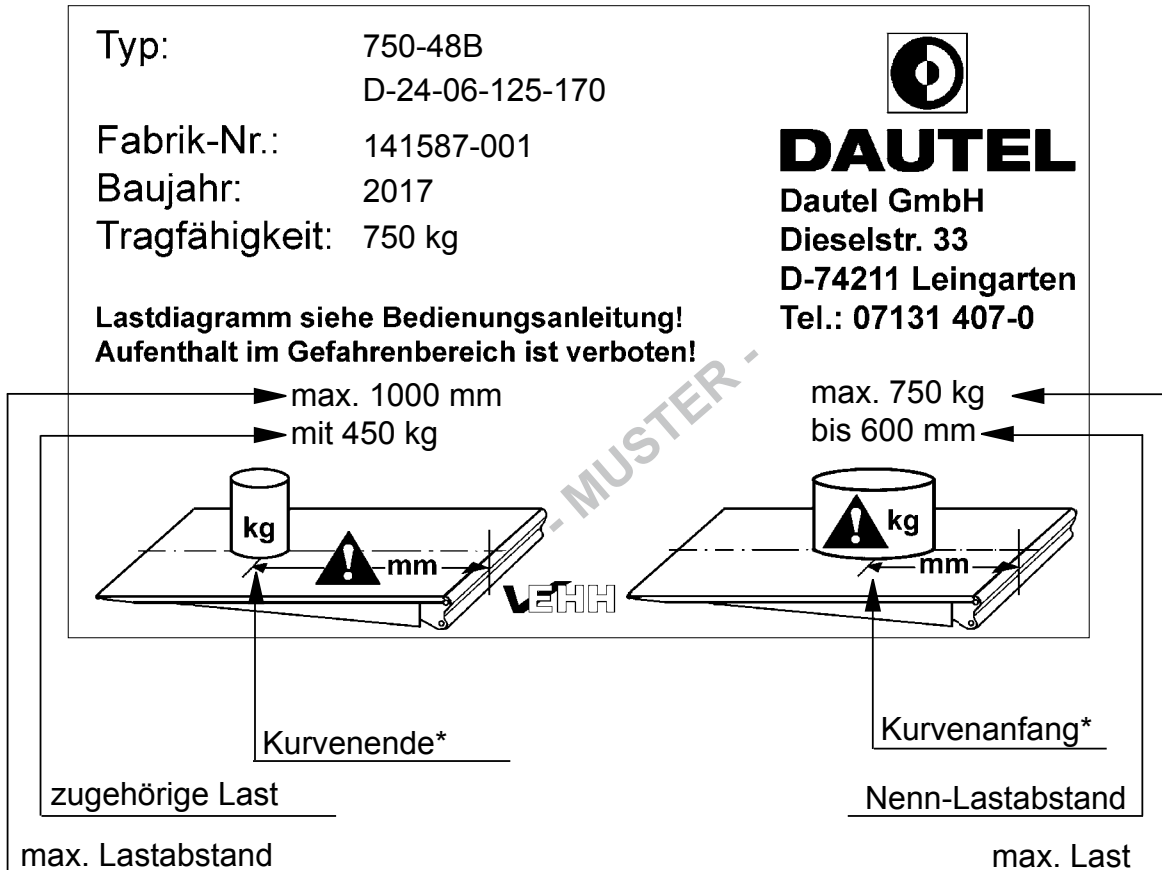 Typ: 750-48B
D-24-06-125-170
Fabrik-Nr.: 141587-001
Baujahr: 2017
Tragfähigkeit: 750 kg
DAUTEL
Dautel GmbH
Dieselstr. 33
D-74211 Leingarten
Tel.: 07131 407-0
Lastdiagramm siehe Bedienungsanleitung!
Aufenthalt im Gefahrenbereich ist verboten!
max. 1000 mm
mit 450 kg
max. 750 kg
bis 600 mm
- MUSTER -
kg
! mm
! kg
mm
VEHH
Kurvenende*
Kurvenanfang*
zugehörige Last
Nenn-Lastabstand
max. Lastabstand
max. Last